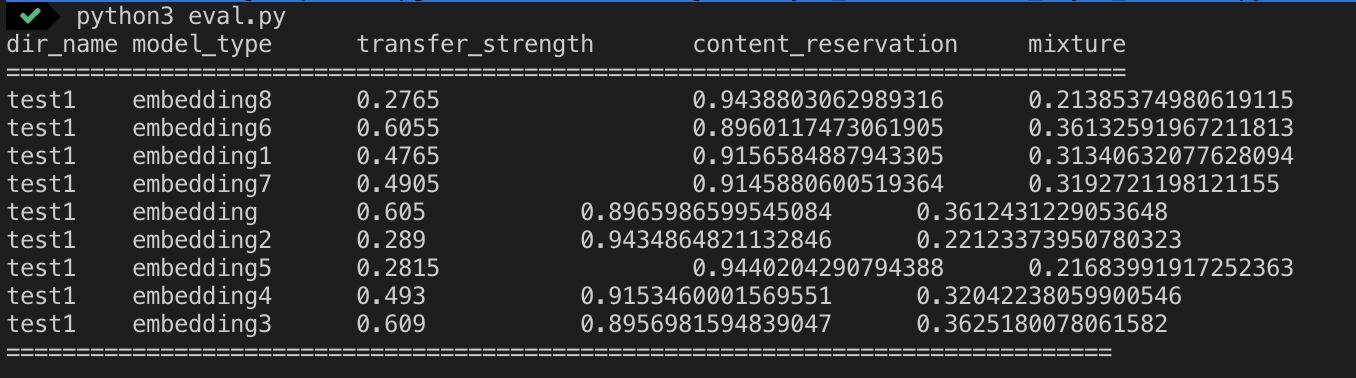 ✔ python3 eval.py
dir_name model_type transfer_strength content_reservation mixture
================================================================================
test1 embedding8 0.2765 0.9438803062989316 0.21385374980619115
test1 embedding6 0.6055 0.8960117473061905 0.36132591967211813
test1 embedding1 0.4765 0.9156584887943305 0.31340632077628094
test1 embedding7 0.4905 0.9145880600519364 0.3192721198121155
test1 embedding 0.605 0.8965986599545084 0.3612431229053648
test1 embedding2 0.289 0.9434864821132846 0.22123373950780323
test1 embedding5 0.2815 0.9440204290794388 0.21683991917252363
test1 embedding4 0.493 0.9153460001569551 0.32042238059900546
test1 embedding3 0.609 0.8956981594839047 0.3625180078061582
===============================================================================